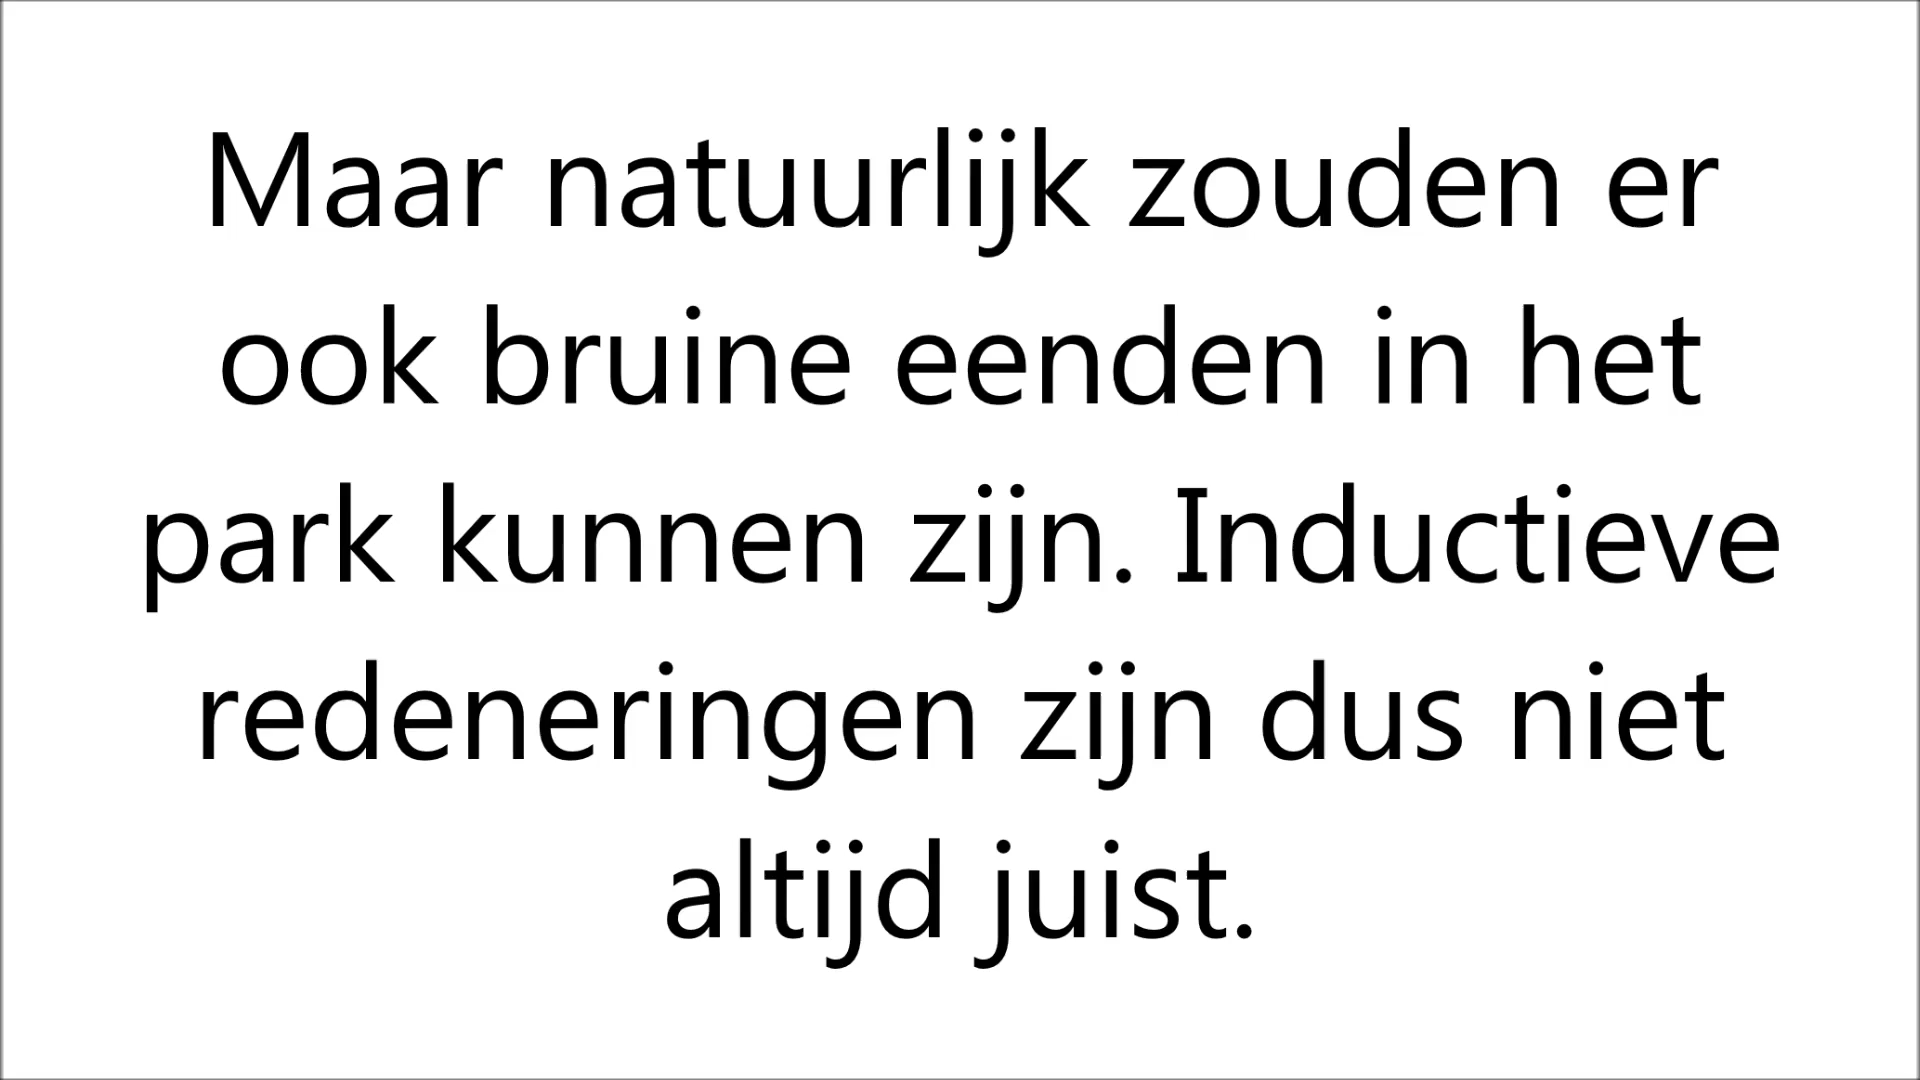 Maar natuurlijk zouden er
ook bruine eenden in het
park kunnen zijn. Inductieve
redeneringen zijn dus niet
altijd juist.